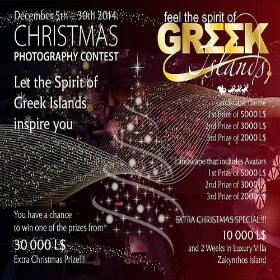 December 5th - 30th 2014
CHRISTMAS
PHOTOGRAPHY CONTEST
Let the Spirit of
Greek Islands
inspire you
You have a chance
to win one of the prizes from
30 000 L$
Extra Christmas Prize!!!
feel the spirit of
GREEK
Islands
Landscape theme
1st Prize of 5000 L$
2nd Prize of 3000 L$
3rd Prize 2000 L$
Landscape that includes Avatars
1st Prize of 5000 L$
2nd Prize of 3000 L$
3rd Prize of 2000 L$
EXTRA CHRISTMAS SPECIAL !!!
10 000 L$
and 2 Weeks in Luxury Villa
Zakynthos Island